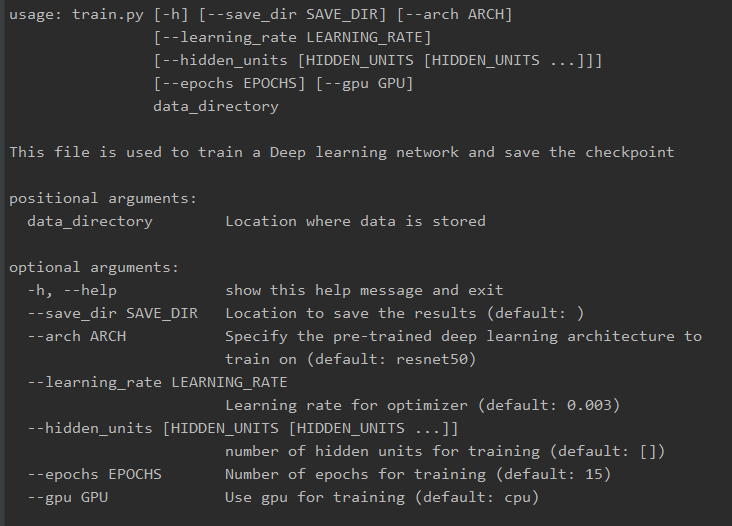 usage: train.py [-h] [--save_dir SAVE_DIR] [--arch ARCH]
[--learning_rate LEARNING_RATE]
[--hidden_units [HIDDEN_UNITS [HIDDEN_UNITS ...]]]
[--epochs EPOCHS] [--gpu GPU]
data_directory
This file is used to train a Deep learning network and save the checkpoint
positional arguments:
data_directory Location where data is stored
optional arguments:
-h, --help show this help message and exit
--save_dir SAVE_DIR Location to save the results (default: )
--arch ARCH Specify the pre-trained deep learning architecture to
train on (default: resnet50)
--learning_rate LEARNING_RATE
Learning rate for optimizer (default: 0.003)
--hidden_units [HIDDEN_UNITS [HIDDEN_UNITS ...]]
number of hidden units for training (default: [])
--epochs EPOCHS Number of epochs for training (default: 15)
--gpu GPU Use gpu for training (default: cpu)